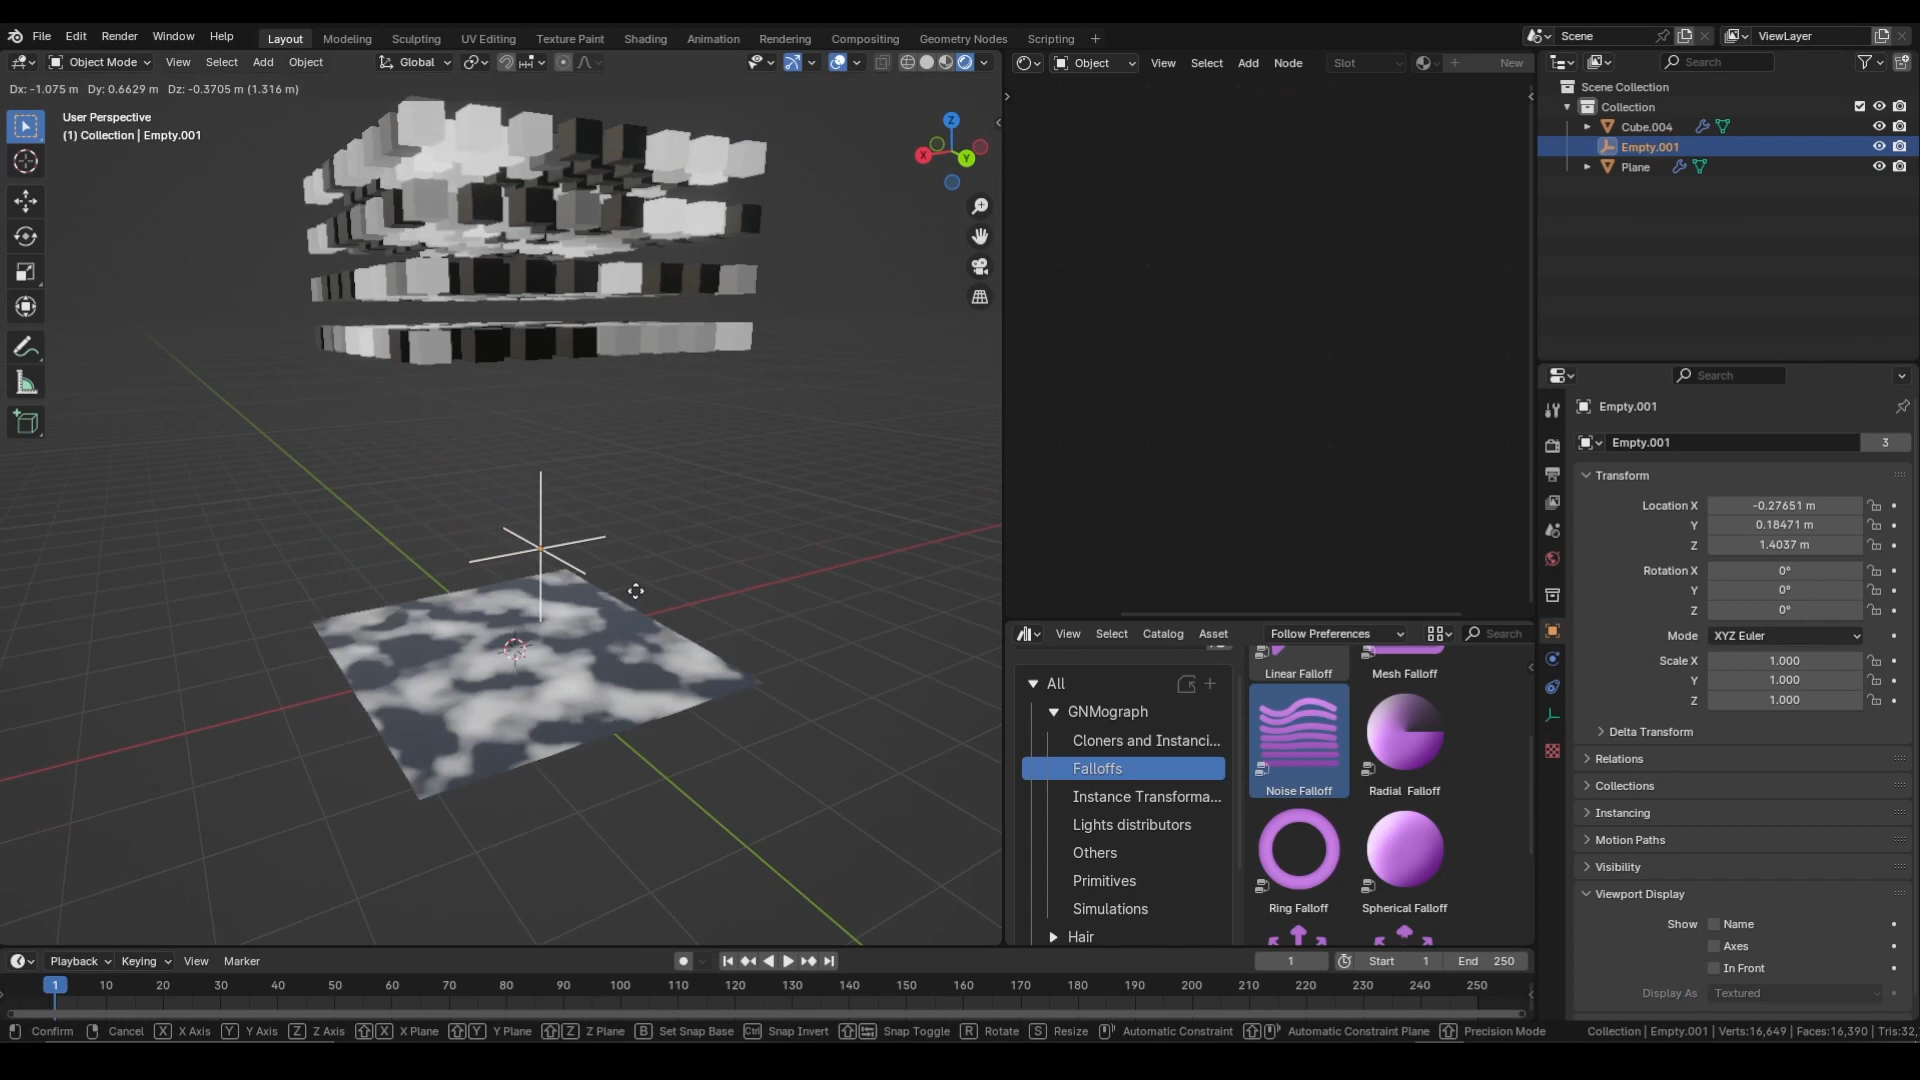 File Edit Render Window Help Layout Modeling Sculpting UV Editing Texture Paint Shading Animation Rendering Compositing Geometry Nodes Scripting + Scene ViewLayer
Object Mode View Select Add Object Global Object View Select Add Node Slot New Search
Dx: -1.075 m Dy: 0.6629 m Dz: -0.3705 m (1.316 m)
User Perspective
(1) Collection | Empty.001
Z
X
Y
Scene Collection
Collection
Cube.004
Empty.001
Plane
Search
Empty.001
Empty.001 3
Transform
Location X -0.27651 m
Y 0.18471 m
Z 1.4037 m
Rotation X 0°
Y 0°
Z 0°
Mode XYZ Euler
Scale X 1.000
Y 1.000
Z 1.000
Delta Transform
Relations
Collections
Instancing
Motion Paths
Visibility
Viewport Display
Show Name
Axes
In Front
Display As Textured
View Select Catalog Asset Follow Preferences Search
All
GNMograph
Cloners and Instanci...
Falloffs
Instance Transforma...
Lights distributors
Others
Primitives
Simulations
Hair
Linear Falloff Mesh Falloff
Noise Falloff Radial Falloff
Ring Falloff Spherical Falloff
Playback Keying View Marker 1 Start 1 End 250
1 10 20 30 40 50 60 70 80 90 100 110 120 130 140 150 160 170 180 190 200 210 220 230 240 250
Confirm Cancel X X Axis Y Y Axis Z Z Axis X X Plane Y Y Plane Z Z Plane B Set Snap Base Ctrl Snap Invert Snap Toggle R Rotate S Resize Automatic Constraint Automatic Constraint Plane Precision Mode Collection | Empty.001 | Verts:16,649 | Faces:16,390 | Tris:32,